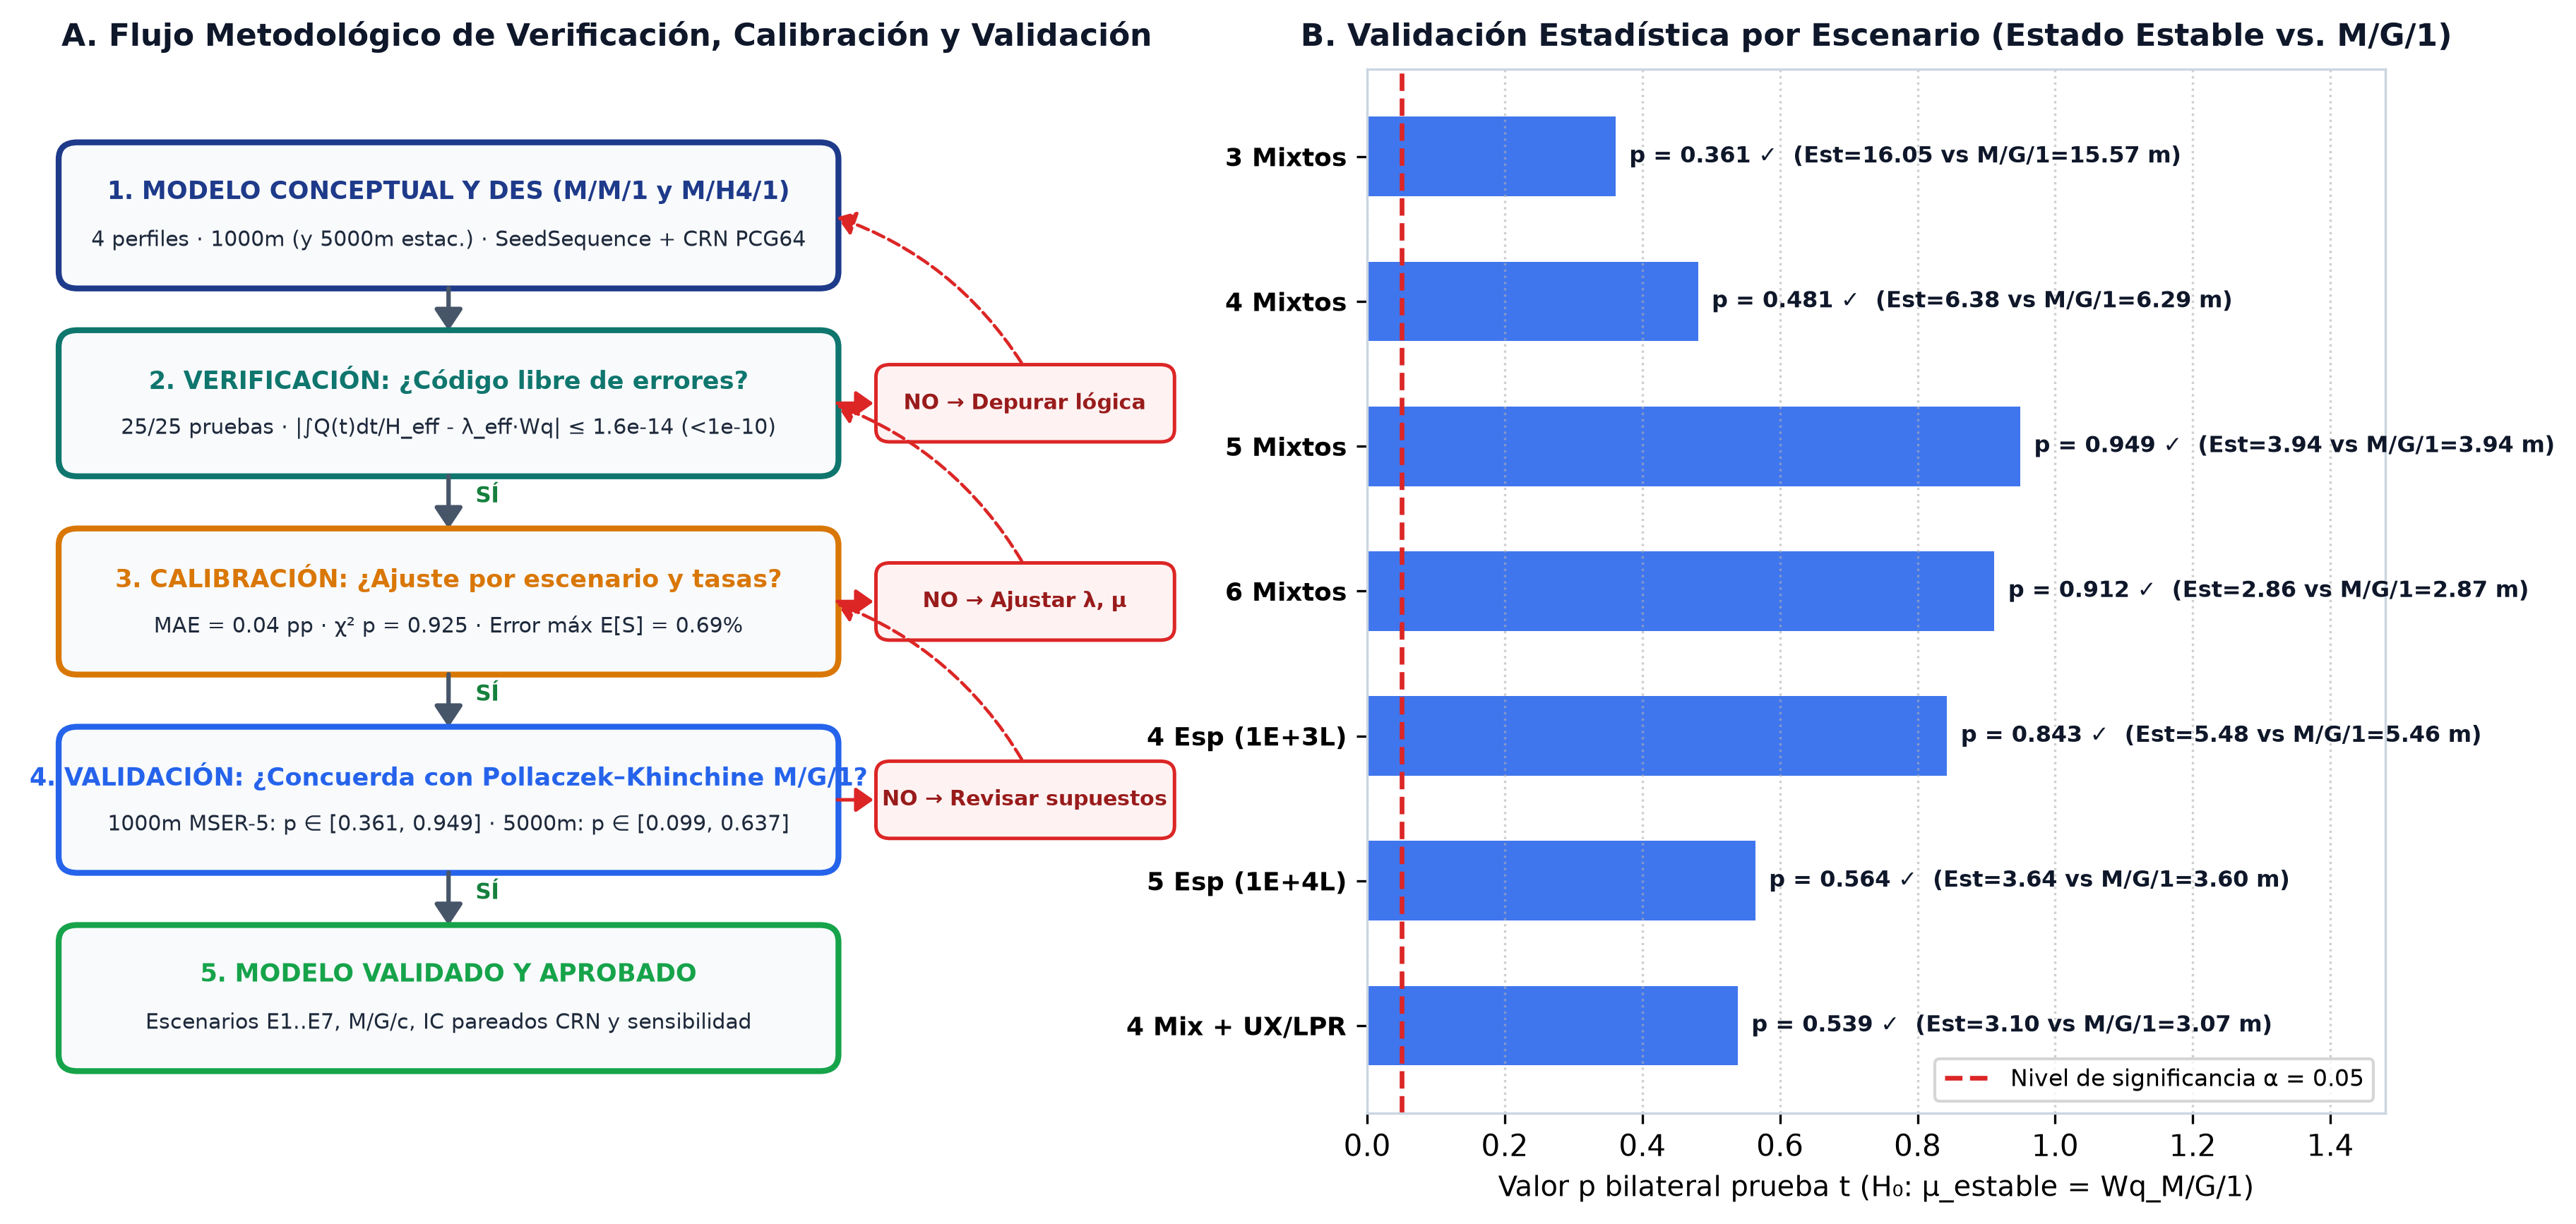 A. Flujo Metodológico de Verificación, Calibración y Validación
1. MODELO CONCEPTUAL Y DES (M/M/1 y M/H4/1)
4 perfiles · 1000m (y 5000m estac.) · SeedSequence + CRN PCG64
2. VERIFICACIÓN: ¿Código libre de errores?
25/25 pruebas · |∫Q(t)dt/H_eff - λ_eff·Wq| ≤ 1.6e-14 (<1e-10)
NO → Depurar lógica
SÍ
3. CALIBRACIÓN: ¿Ajuste por escenario y tasas?
MAE = 0.04 pp · χ² p = 0.925 · Error máx E[S] = 0.69%
NO → Ajustar λ, μ
SÍ
4. VALIDACIÓN: ¿Concuerda con Pollaczek–Khinchine M/G/1?
1000m MSER-5: p ∈ [0.361, 0.949] · 5000m: p ∈ [0.099, 0.637]
NO → Revisar supuestos
SÍ
5. MODELO VALIDADO Y APROBADO
Escenarios E1..E7, M/G/c, IC pareados CRN y sensibilidad
B. Validación Estadística por Escenario (Estado Estable vs. M/G/1)
3 Mixtos
p = 0.361 ✓ (Est=16.05 vs M/G/1=15.57 m)
4 Mixtos
p = 0.481 ✓ (Est=6.38 vs M/G/1=6.29 m)
5 Mixtos
p = 0.949 ✓ (Est=3.94 vs M/G/1=3.94 m)
6 Mixtos
p = 0.912 ✓ (Est=2.86 vs M/G/1=2.87 m)
4 Esp (1E+3L)
p = 0.843 ✓ (Est=5.48 vs M/G/1=5.46 m)
5 Esp (1E+4L)
p = 0.564 ✓ (Est=3.64 vs M/G/1=3.60 m)
4 Mix + UX/LPR
p = 0.539 ✓ (Est=3.10 vs M/G/1=3.07 m)
Nivel de significancia α = 0.05
0.0 0.2 0.4 0.6 0.8 1.0 1.2 1.4
Valor p bilateral prueba t (H₀: μ_estable = Wq_M/G/1)